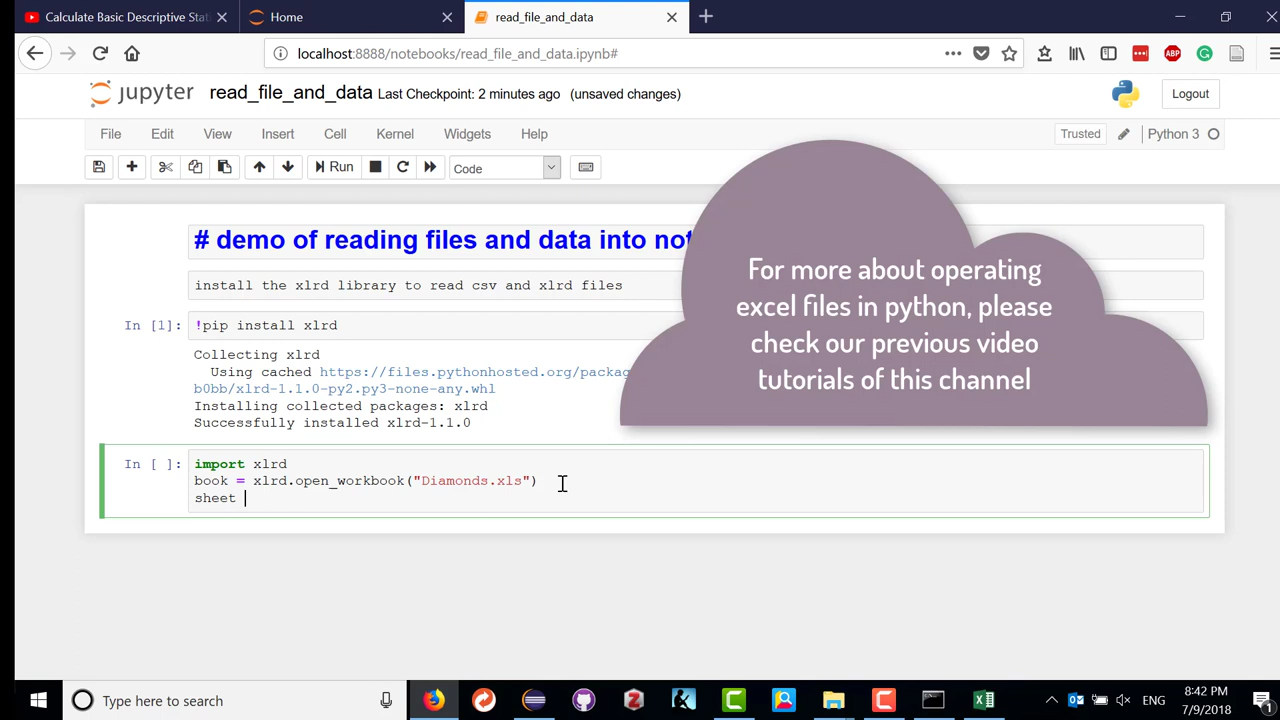 Calculate Basic Descriptive Stat
Home
read_file_and_data
localhost:8888/notebooks/read_file_and_data.ipynb#
ABP
jupyter read_file_and_data Last Checkpoint: 2 minutes ago (unsaved changes)
Logout
File Edit View Insert Cell Kernel Widgets Help
Trusted Python 3
Run Code
# demo of reading files and data into not
install the xlrd library to read csv and xlrd files
In [1]: !pip install xlrd
Collecting xlrd
Using cached https://files.pythonhosted.org/packag
b0bb/xlrd-1.1.0-py2.py3-none-any.whl
Installing collected packages: xlrd
Successfully installed xlrd-1.1.0
For more about operating
excel files in python, please
check our previous video
tutorials of this channel
In [ ]: import xlrd
book = xlrd.open_workbook("Diamonds.xls")
sheet
Type here to search
ENG
8:42 PM
7/9/2018